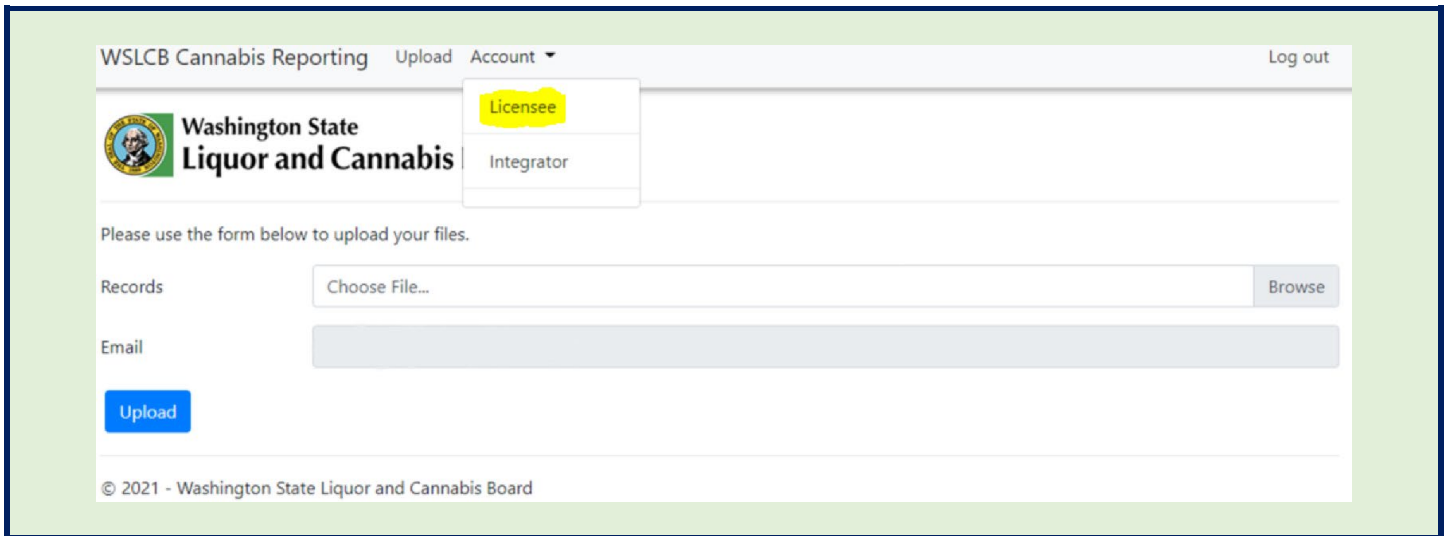 WSLCB Cannabis Reporting Upload Account Log out
Licensee
Washington State
Liquor and Cannabis
Integrator
Please use the form below to upload your files.
Records Choose File... Browse
Email
Upload
© 2021 - Washington State Liquor and Cannabis Board